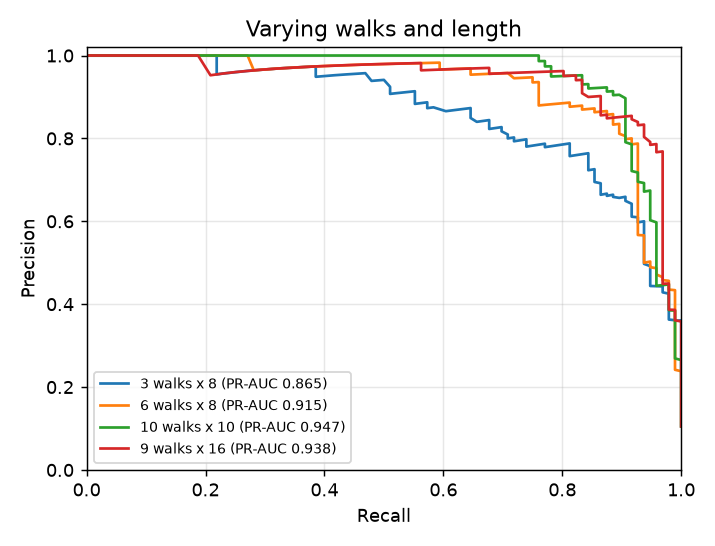 Varying walks and length
1.0
0.8
0.6
0.4
0.2
0.0
Precision
3 walks x 8 (PR-AUC 0.865)
6 walks x 8 (PR-AUC 0.915)
10 walks x 10 (PR-AUC 0.947)
9 walks x 16 (PR-AUC 0.938)
0.0 0.2 0.4 0.6 0.8 1.0
Recall